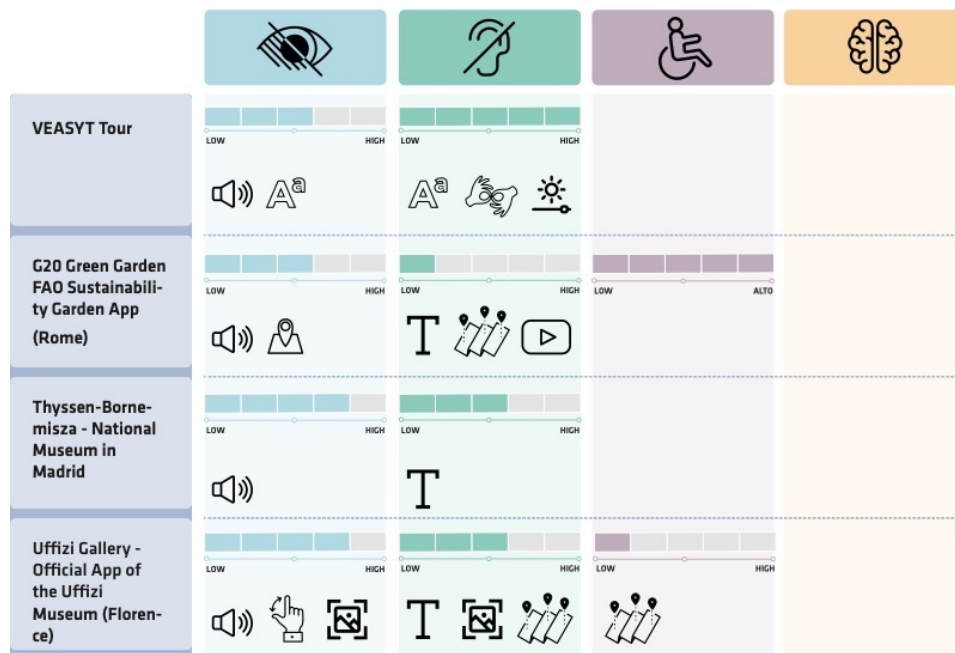 VEASYT Tour
LOW HIGH
LOW HIGH
Aa
Aa
G20 Green Garden
FAO Sustainabili-
ty Garden App
(Rome)
LOW HIGH
LOW HIGH
LOW ALTO
T
Thyssen-Borne-
misza - National
Museum in
Madrid
LOW HIGH
LOW HIGH
T
Uffizi Gallery -
Official App of
the Uffizi
Museum (Floren-
ce)
LOW HIGH
LOW HIGH
LOW HIGH
T